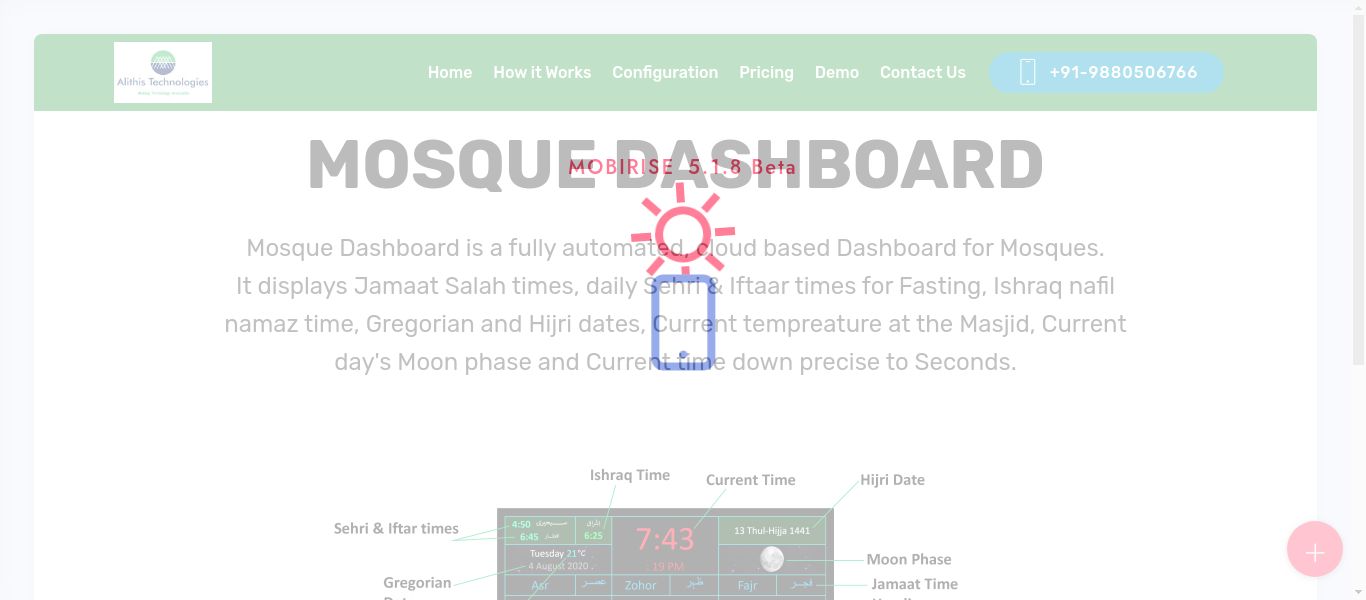 Alithis Technologies
Home How it Works Configuration Pricing Demo Contact Us +91-9880506766
MOSQUE DASHBOARD
MOBIRISE 5.1.8 Beta
Mosque Dashboard is a fully automated, cloud based Dashboard for Mosques.
It displays Jamaat Salah times, daily Sehri & Iftaar times for Fasting, Ishraq nafil
namaz time, Gregorian and Hijri dates, Current tempreature at the Masjid, Current
day's Moon phase and Current time down precise to Seconds.
Ishraq Time
Current Time
Hijri Date
Sehri & Iftar times
4:50
6:45
6:25
7:43
: 19 PM
13 Thul-Hijja 1441
Tuesday 21°C
4 August 2020
Moon Phase
Gregorian
Jamaat Time
Asr عصر Zohor ظهر Fajr فجر